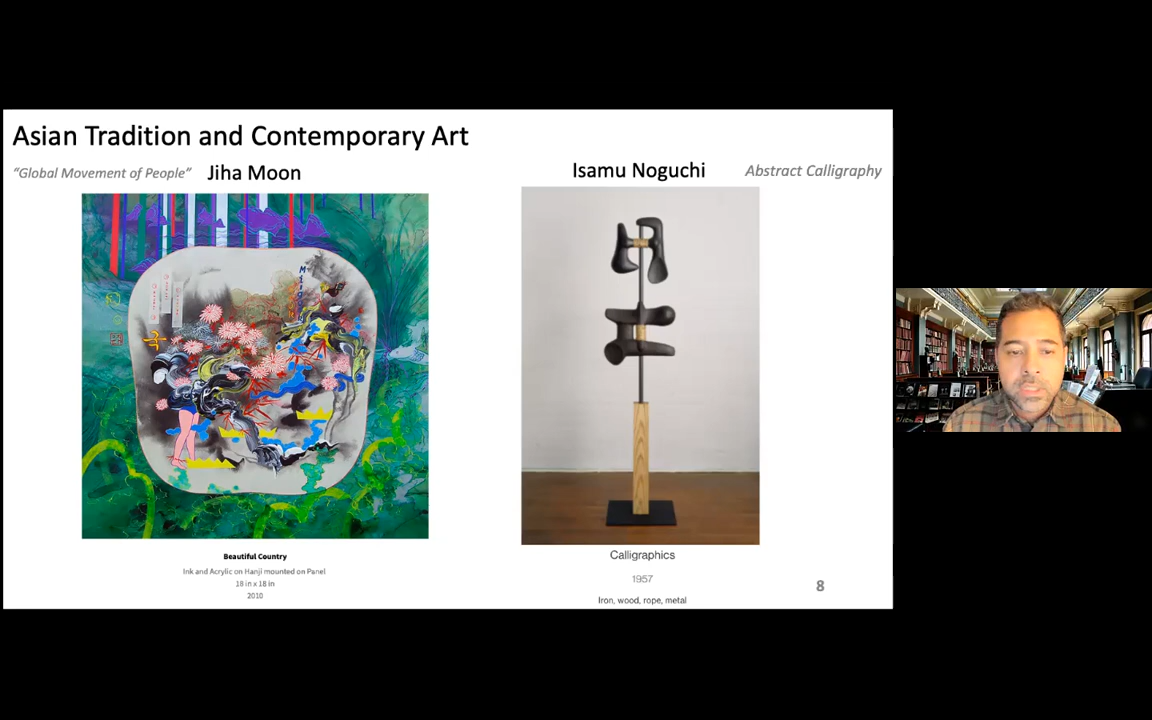 Asian Tradition and Contemporary Art
“Global Movement of People” Jiha Moon
Isamu Noguchi Abstract Calligraphy
Beautiful Country
Ink and Acrylic on Hanji mounted on Panel
18 in x 18 in
2010
Calligraphics
1957
Iron, wood, rope, metal
8